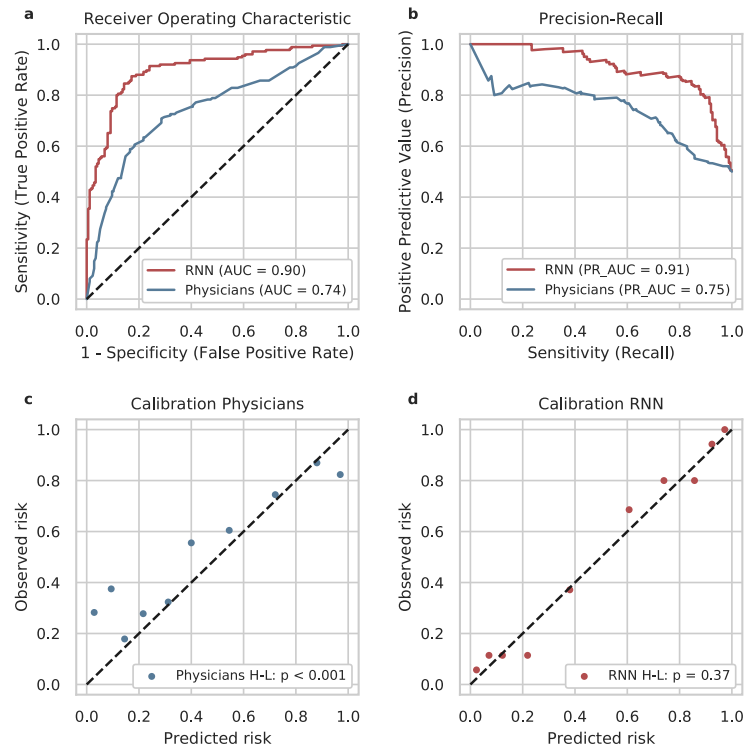 a
Receiver Operating Characteristic
Sensitivity (True Positive Rate)
1.0
0.8
0.6
0.4
0.2
0.0
RNN (AUC = 0.90)
Physicians (AUC = 0.74)
0.0 0.2 0.4 0.6 0.8 1.0
1 - Specificity (False Positive Rate)
b
Precision-Recall
Positive Predictive Value (Precision)
1.0
0.8
0.6
0.4
0.2
0.0
RNN (PR_AUC = 0.91)
Physicians (PR_AUC = 0.75)
0.0 0.2 0.4 0.6 0.8 1.0
Sensitivity (Recall)
c
Calibration Physicians
Observed risk
1.0
0.8
0.6
0.4
0.2
0.0
Physicians H-L: p < 0.001
0.0 0.2 0.4 0.6 0.8 1.0
Predicted risk
d
Calibration RNN
Observed risk
1.0
0.8
0.6
0.4
0.2
0.0
RNN H-L: p = 0.37
0.0 0.2 0.4 0.6 0.8 1.0
Predicted risk